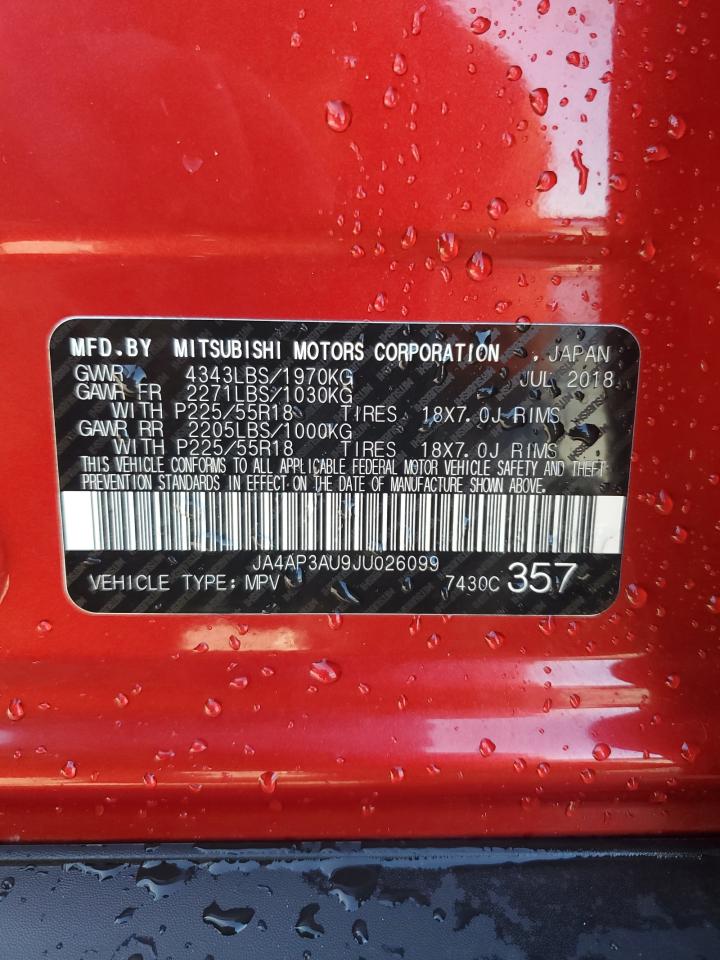 MFD.BY MITSUBISHI MOTORS CORPORATION , JAPAN
GVWR 4343LBS/1970KG JUL 2018
GAWR FR 2271LBS/1030KG
WITH P225/55R18 TIRES 18X7.0J RIMS
GAWR RR 2205LBS/1000KG
WITH P225/55R18 TIRES 18X7.0J RIMS
THIS VEHICLE CONFORMS TO ALL APPLICABLE FEDERAL MOTOR VEHICLE SAFETY AND THEFT
PREVENTION STANDARDS IN EFFECT ON THE DATE OF MANUFACTURE SHOWN ABOVE.
JA4AP3AU9JU026099
VEHICLE TYPE: MPV 7430C 357